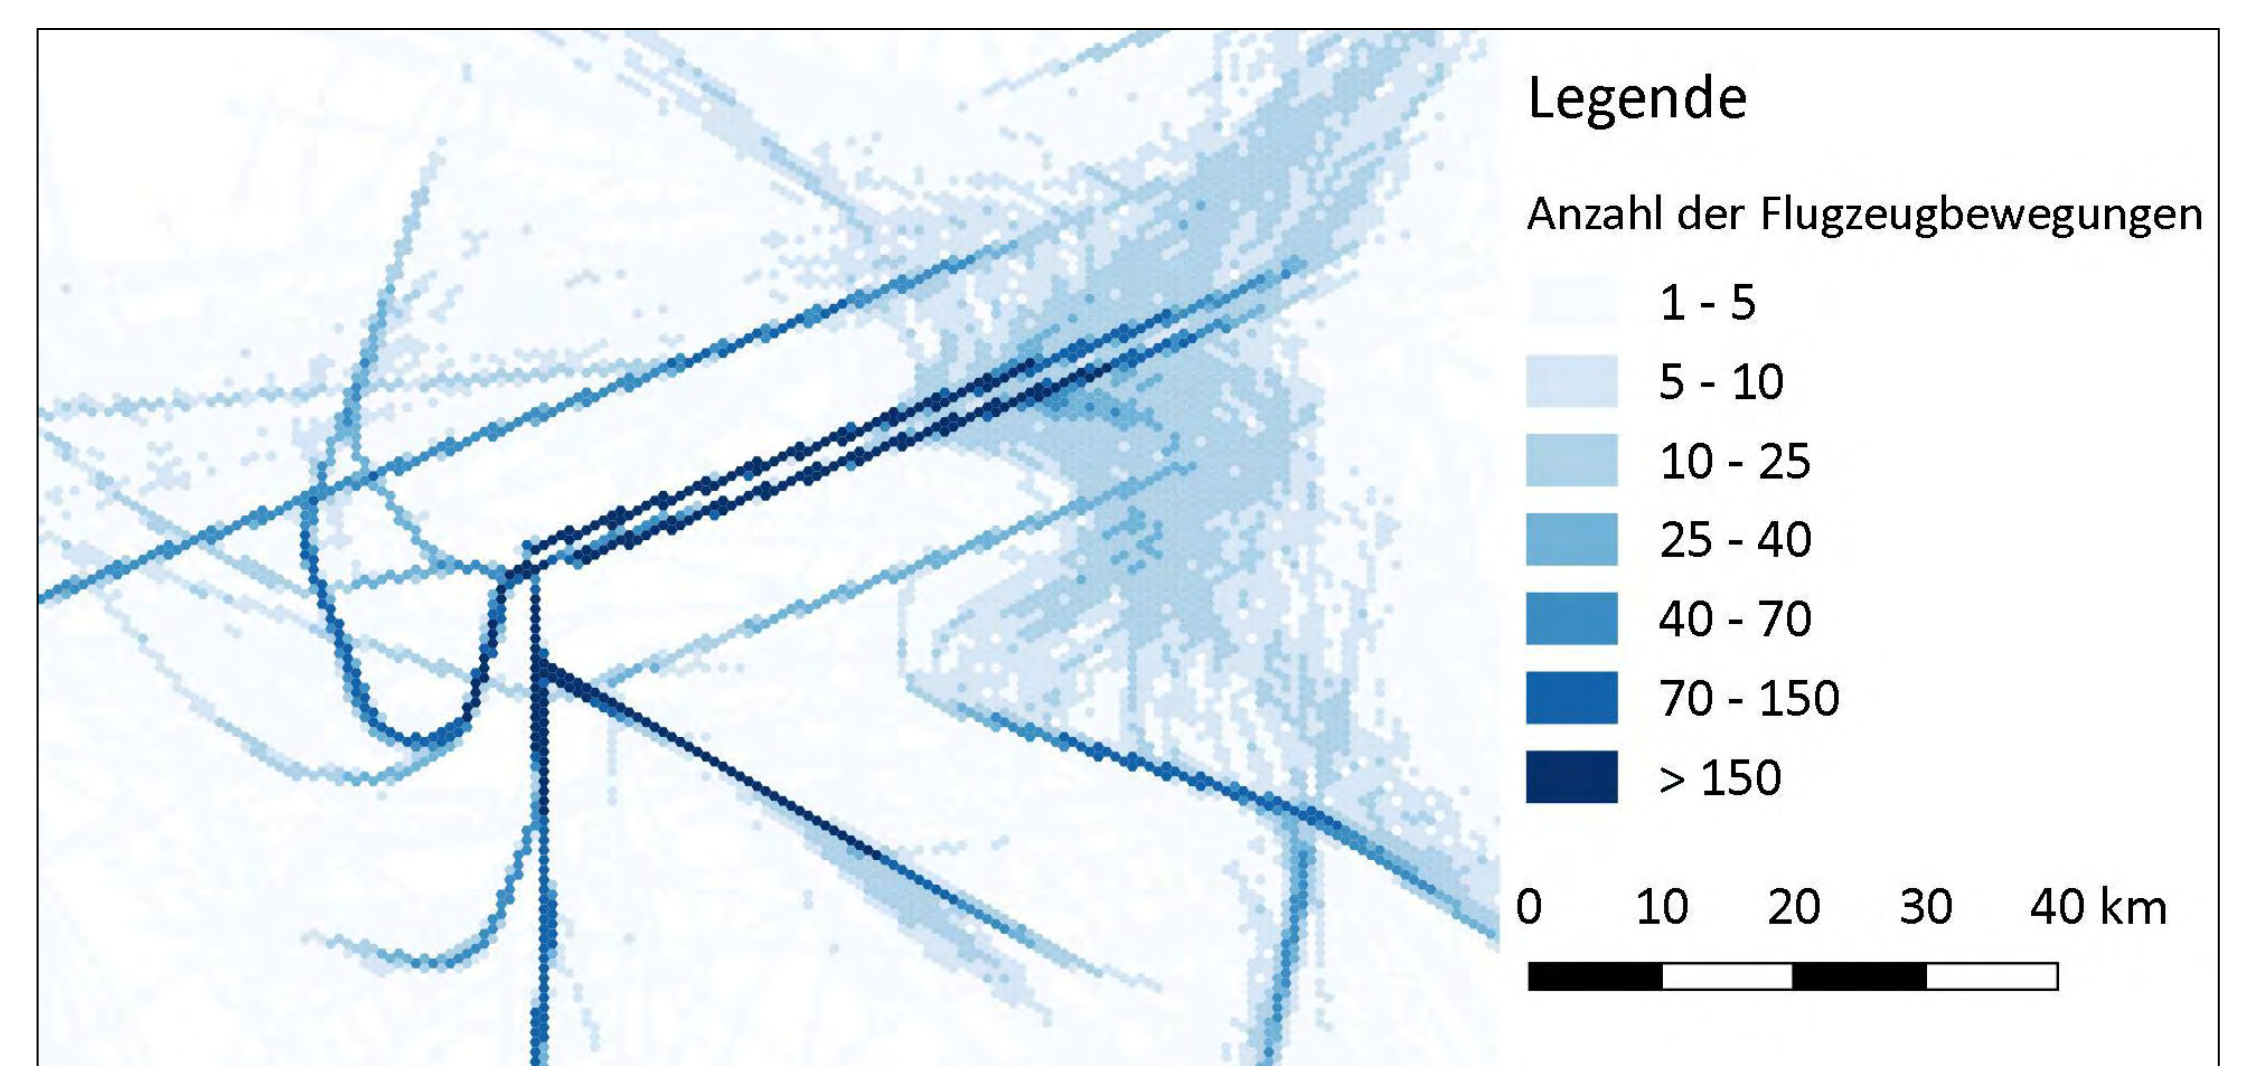 Legende
Anzahl der Flugzeugbewegungen
1 - 5
5 - 10
10 - 25
25 - 40
40 - 70
70 - 150
> 150
0 10 20 30 40 km